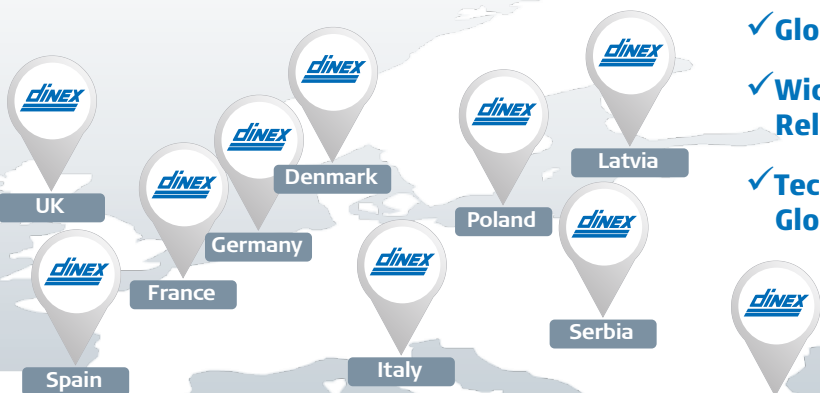 ✓Glo
✓Wic
Rel
✓Tec
Glo
dinex
UK
dinex
Spain
dinex
France
dinex
Germany
dinex
Denmark
dinex
Italy
dinex
Poland
dinex
Latvia
dinex
Serbia
dinex